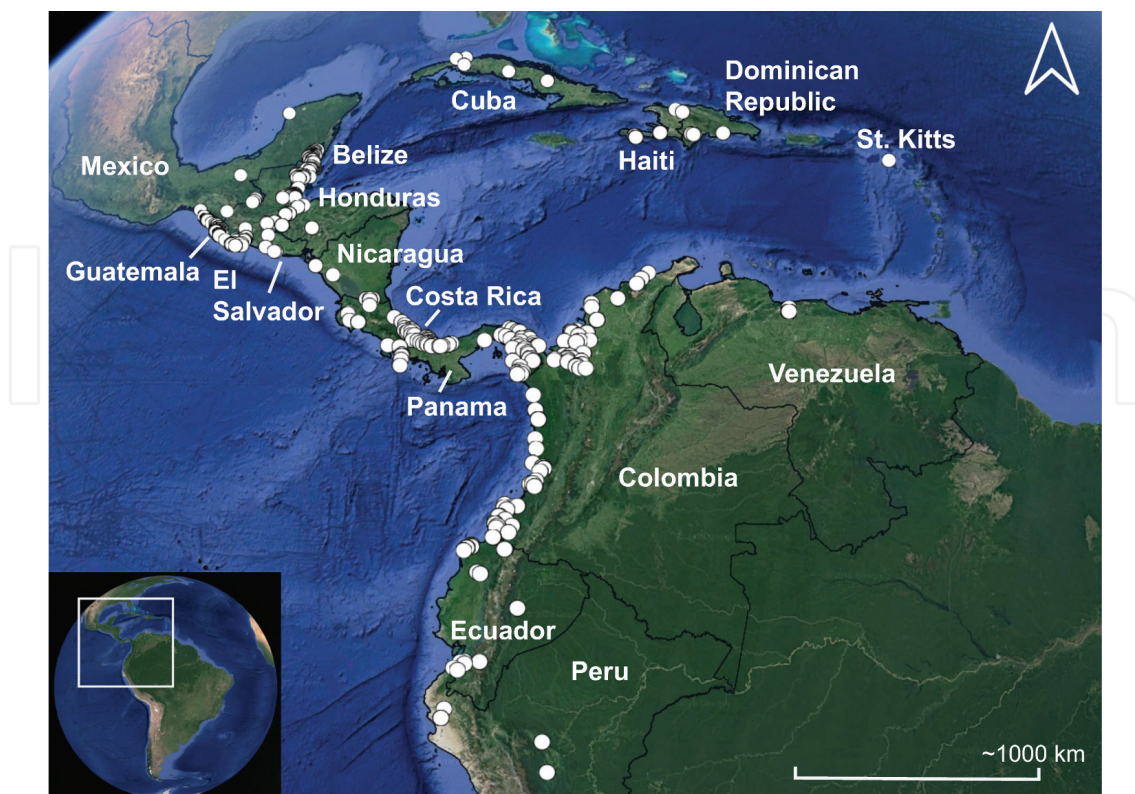 Dominican
Republic
Cuba
St. Kitts
Mexico
Belize
Haiti
Honduras
Nicaragua
Guatemala
El
Salvador
Costa Rica
Venezuela
Panama
Colombia
Ecuador
Peru
~1000 km